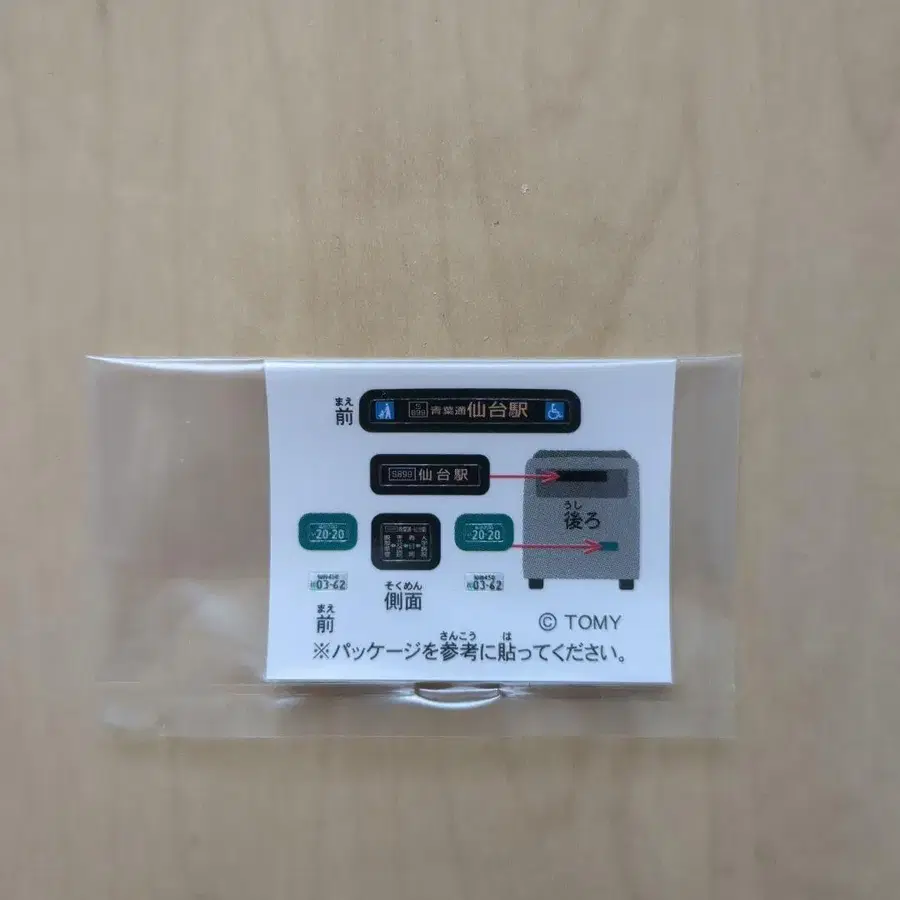 まえ
前
S
899
青葉通仙台駅
S899 仙台駅
うし
後ろ
20-20
20-20
03-62
03-62
そくめん
側面
まえ
前
© TOMY
さんこう は
※パッケージを参考に貼ってください。